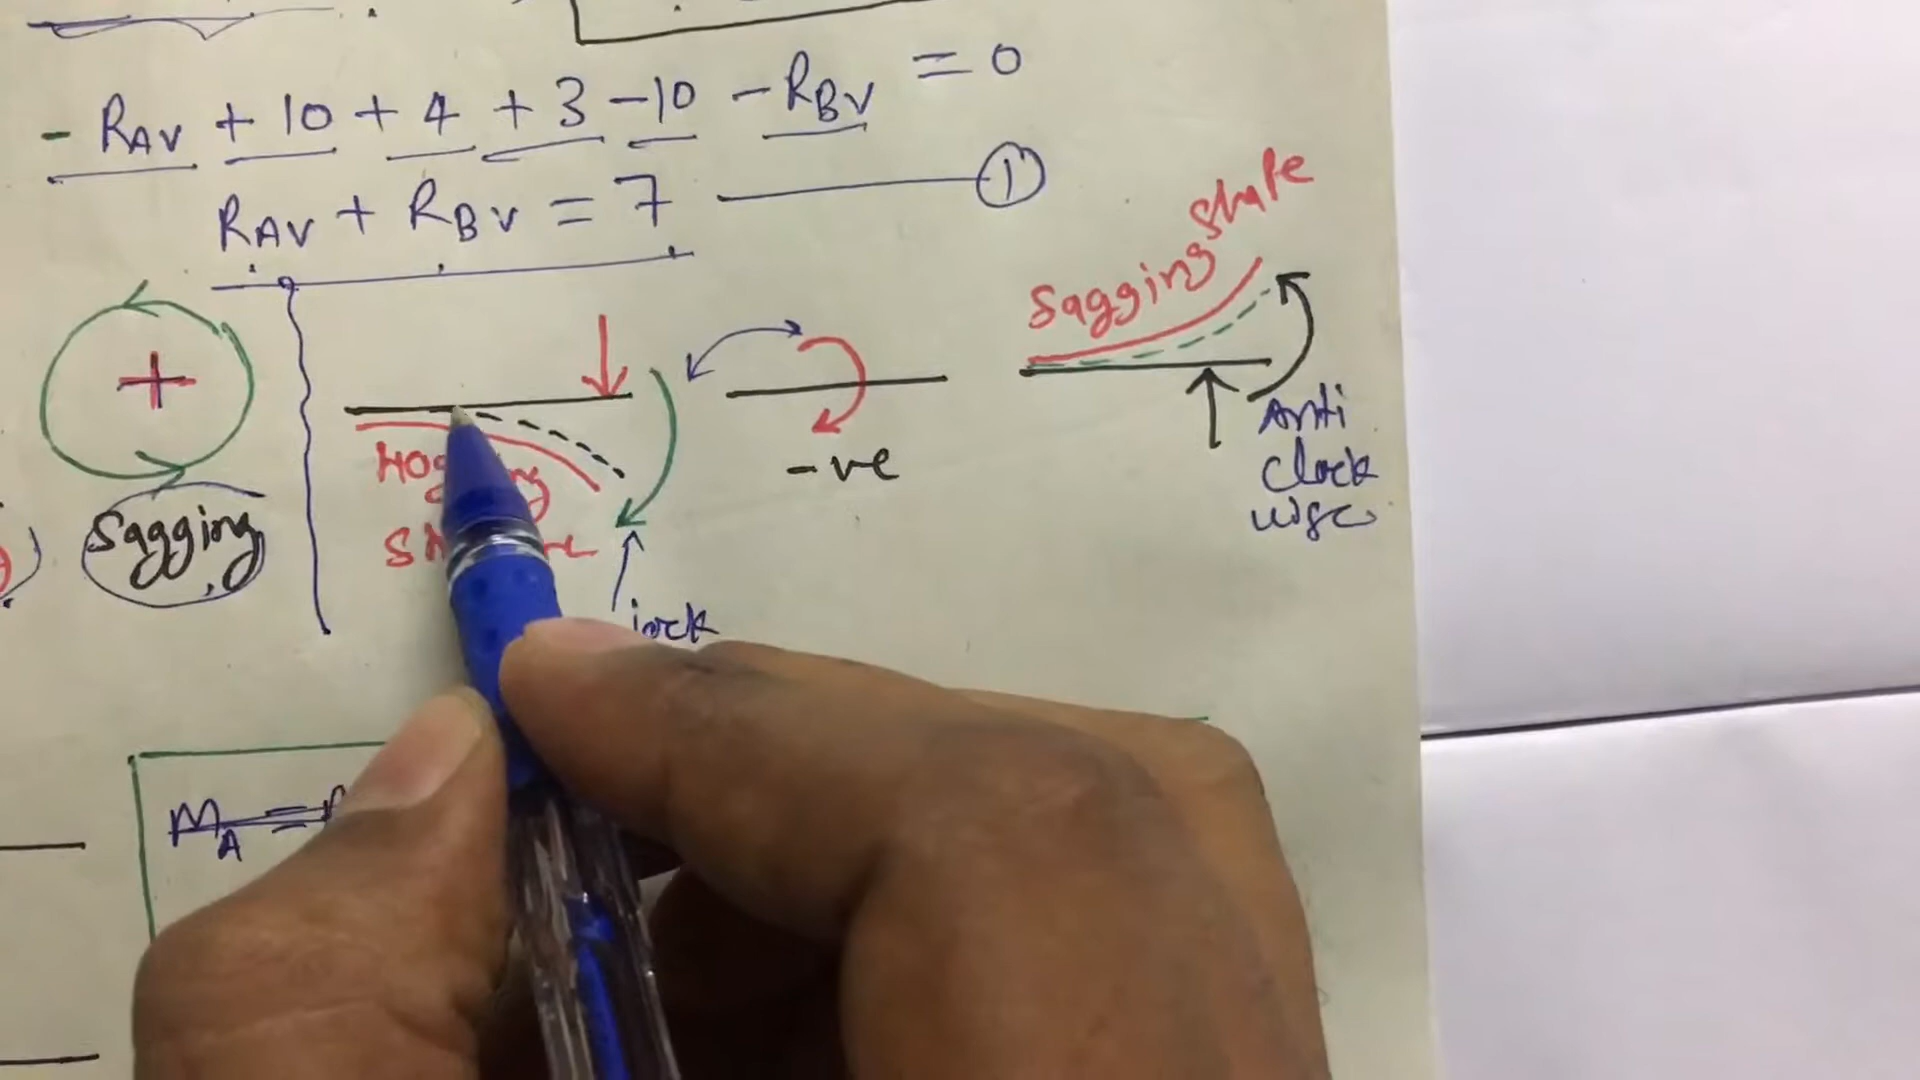 - RAV + 10 + 4 + 3 - 10 - RBV = 0
RAV + RBV = 7 ——— 1
+
Sagging
-ve
Sagging shape
Anti
Clock
wise
MA =